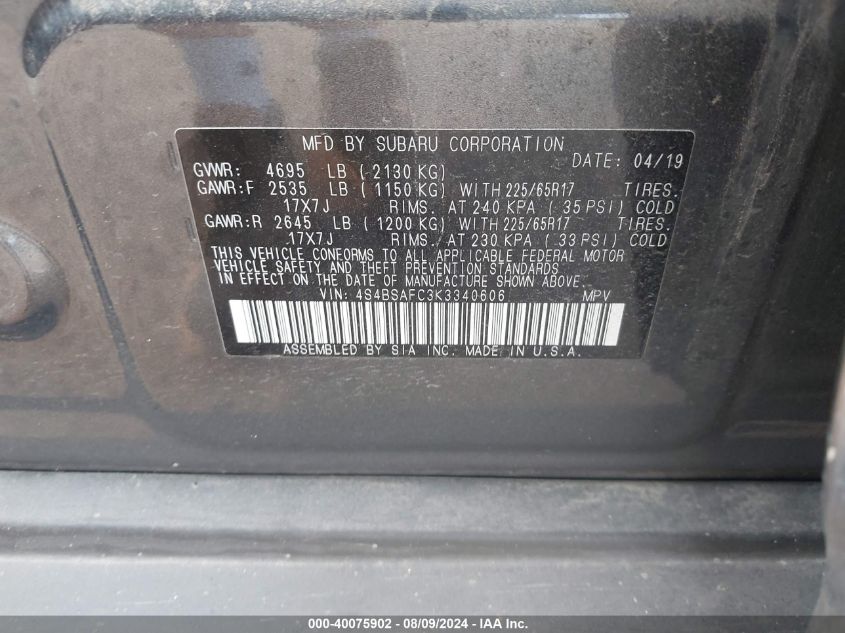 MFD BY SUBARU CORPORATION
DATE: 04/19
GVWR: 4695 LB ( 2130 KG)
GAWR:F 2535 LB ( 1150 KG) WITH 225/65R17 TIRES.
17X7J RIMS. AT 240 KPA ( 35 PSI) COLD
GAWR:R 2645 LB ( 1200 KG) WITH 225/65R17 TIRES.
17X7J RIMS. AT 230 KPA ( 33 PSI) COLD
THIS VEHICLE CONFORMS TO ALL APPLICABLE FEDERAL MOTOR
VEHICLE SAFETY AND THEFT PREVENTION STANDARDS
IN EFFECT ON THE DATE OF MANUFACTURE SHOWN ABOVE.
VIN: 4S4BSAFC3K3340606 MPV
ASSEMBLED BY SIA INC. MADE IN U.S.A.
000-40075902 - 08/09/2024 - IAA Inc.